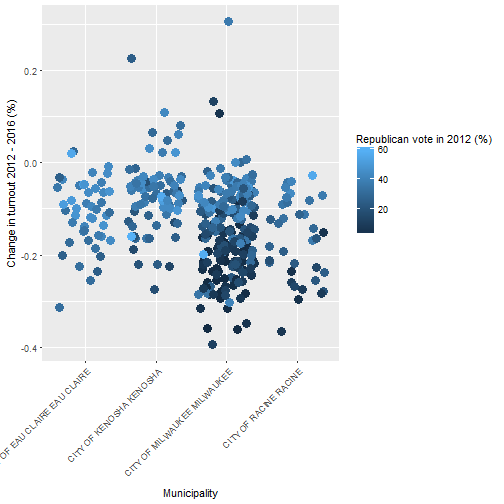 Change in turnout 2012 - 2016 (%)
0.2
0.0
-0.2
-0.4
OF EAU CLAIRE EAU CLAIRE
CITY OF KENOSHA KENOSHA
CITY OF MILWAUKEE MILWAUKEE
CITY OF RACINE RACINE
Municipality
Republican vote in 2012 (%)
60
40
20